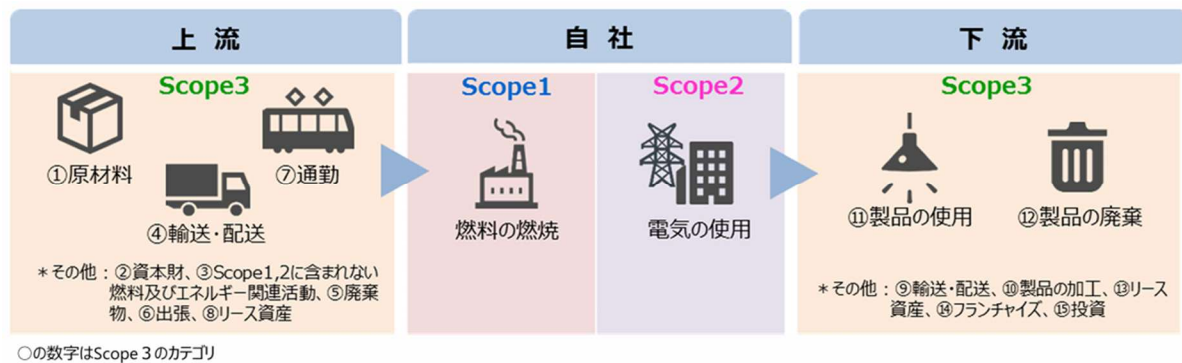 上 流
Scope3
①原材料
⑦通勤
④輸送・配送
＊その他：②資本財、③Scope1,2に含まれない
燃料及びエネルギー関連活動、⑤廃棄
物、⑥出張、⑧リース資産
自 社
Scope1
燃料の燃焼
Scope2
電気の使用
下 流
Scope3
⑪製品の使用
⑫製品の廃棄
＊その他：⑨輸送・配送、⑩製品の加工、⑬リース
資産、⑭フランチャイズ、⑮投資
○の数字はScope３のカテゴリ